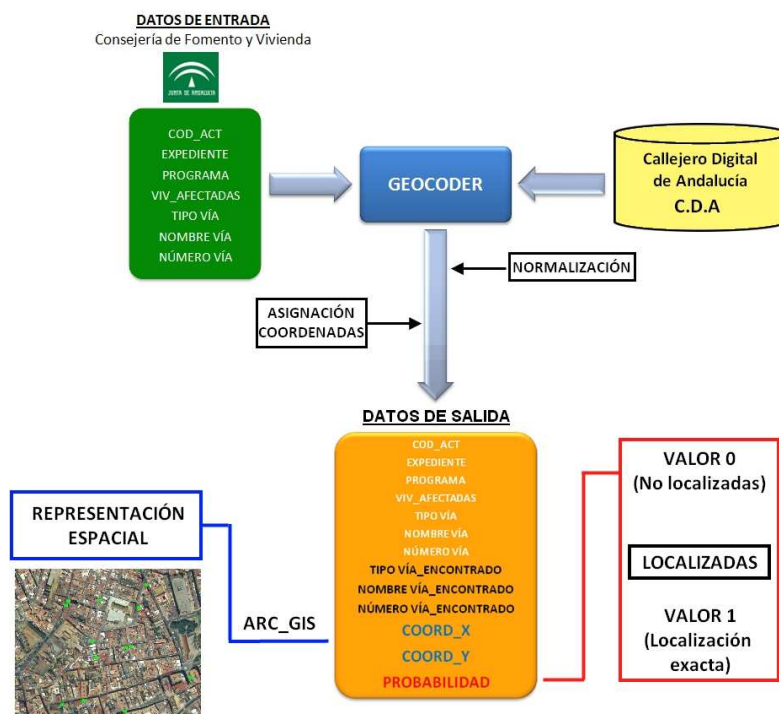 DATOS DE ENTRADA
Consejería de Fomento y Vivienda
JUNTA DE ANDALUCIA
COD_ACT
EXPEDIENTE
PROGRAMA
VIV_AFECTADAS
TIPO VÍA
NOMBRE VÍA
NÚMERO VÍA
GEOCODER
Callejero Digital
de Andalucía
C.D.A
NORMALIZACIÓN
ASIGNACIÓN
COORDENADAS
DATOS DE SALIDA
COD_ACT
EXPEDIENTE
PROGRAMA
VIV_AFECTADAS
TIPO VÍA
NOMBRE VÍA
NÚMERO VÍA
TIPO VÍA_ENCONTRADO
NOMBRE VÍA_ENCONTRADO
NÚMERO VÍA_ENCONTRADO
COORD_X
COORD_Y
PROBABILIDAD
REPRESENTACIÓN
ESPACIAL
ARC_GIS
VALOR 0
(No localizadas)
LOCALIZADAS
VALOR 1
(Localización
exacta)